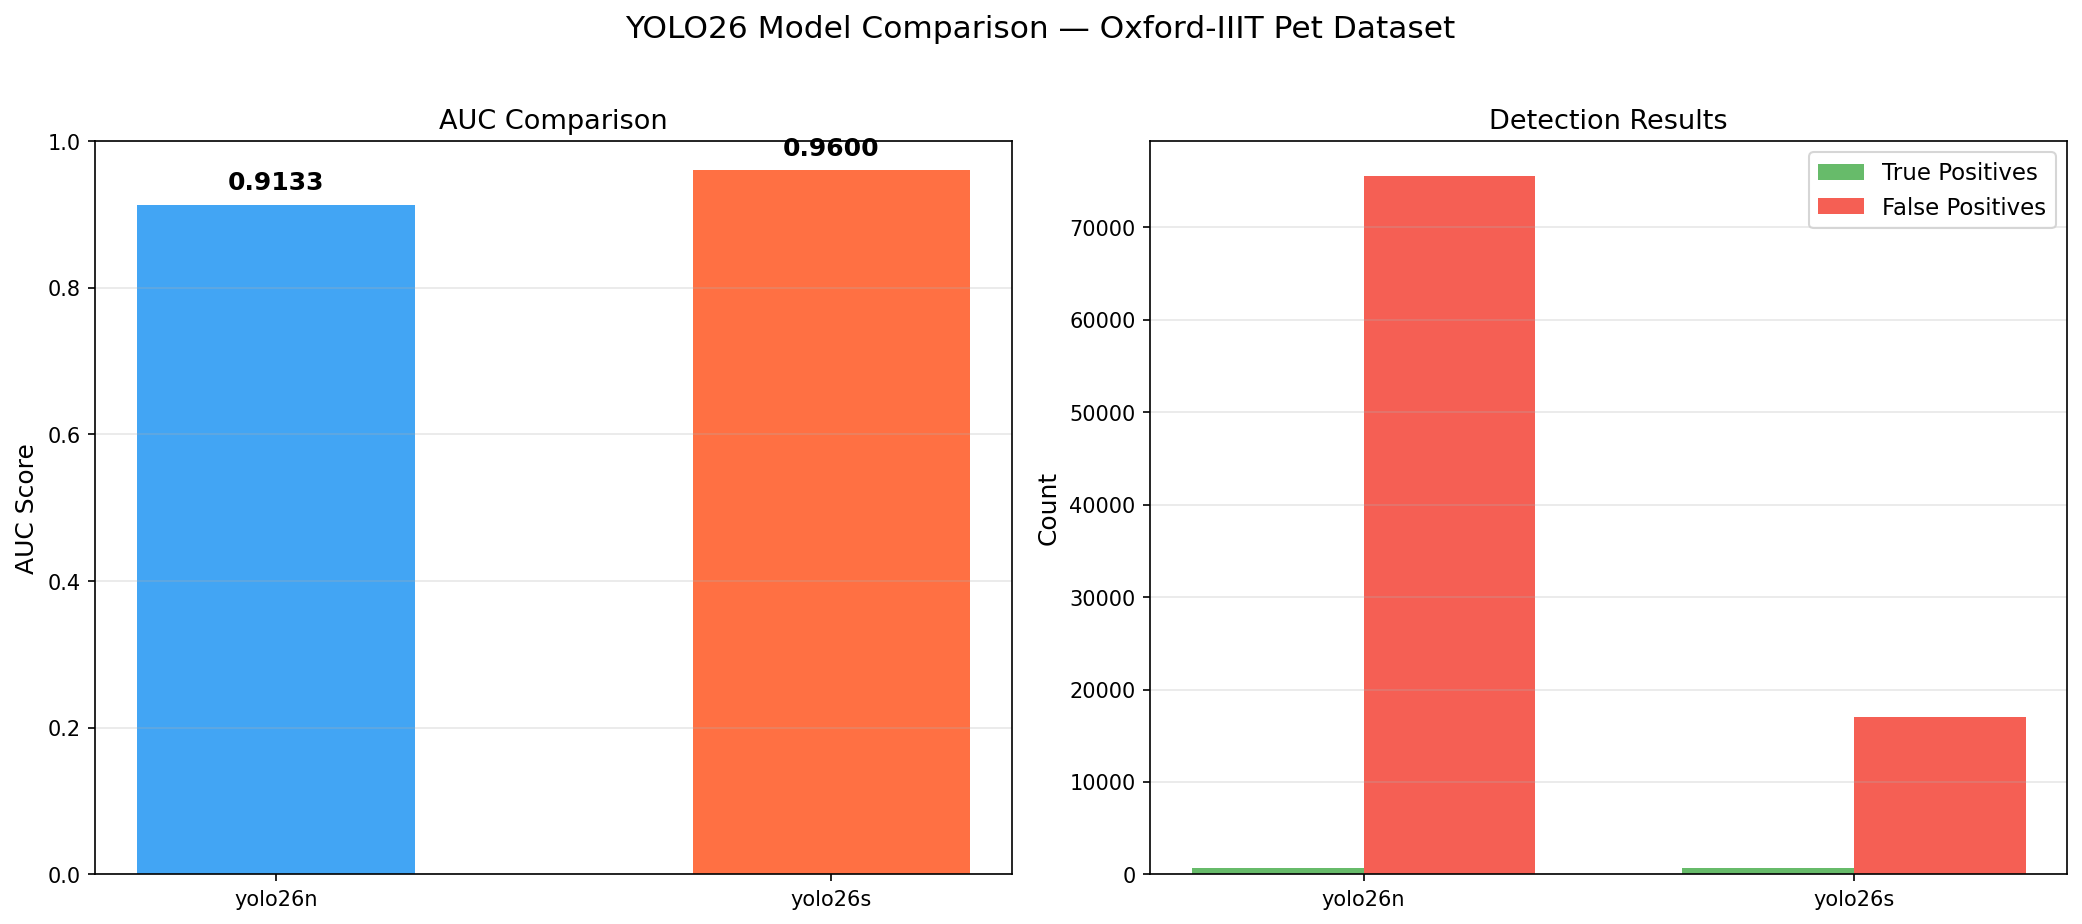 YOLO26 Model Comparison — Oxford-IIIT Pet Dataset
AUC Comparison
AUC Score
1.0
0.8
0.6
0.4
0.2
0.0
0.9133
0.9600
yolo26n
yolo26s
Detection Results
Count
70000
60000
50000
40000
30000
20000
10000
0
True Positives
False Positives
yolo26n
yolo26s